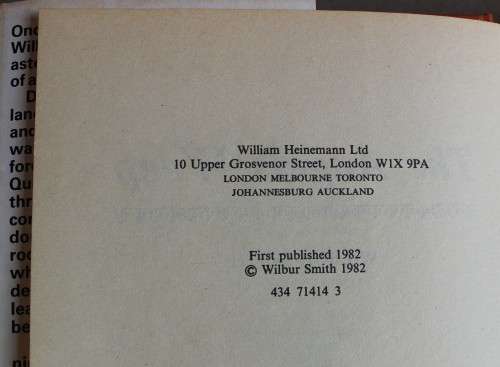 William Heinemann Ltd
10 Upper Grosvenor Street, London W1X 9PA
LONDON MELBOURNE TORONTO
JOHANNESBURG AUCKLAND
First published 1982
© Wilbur Smith 1982
434 71414 3